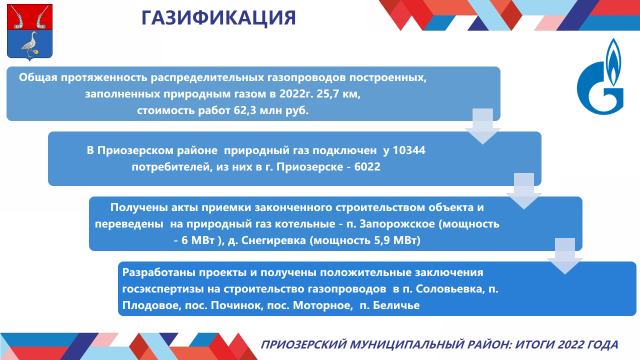 ГАЗИФИКАЦИЯ
Общая протяженность распределительных газопроводов построенных,
заполненных природным газом в 2022г. 25,7 км,
стоимость работ 62,3 млн руб.
В Приозерском районе природный газ подключен у 10344
потребителей, из них в г. Приозерске - 6022
Получены акты приемки законченного строительством объекта и
переведены на природный газ котельные - п. Запорожское (мощность
- 6 МВт ), д. Снегиревка (мощность 5,9 МВт)
Разработаны проекты и получены положительные заключения
госэкспертизы на строительство газопроводов в п. Соловьевка, п.
Плодовое, пос. Починок, пос. Моторное, п. Беличье
ПРИОЗЕРСКИЙ МУНИЦИПАЛЬНЫЙ РАЙОН: ИТОГИ 2022 ГОДА